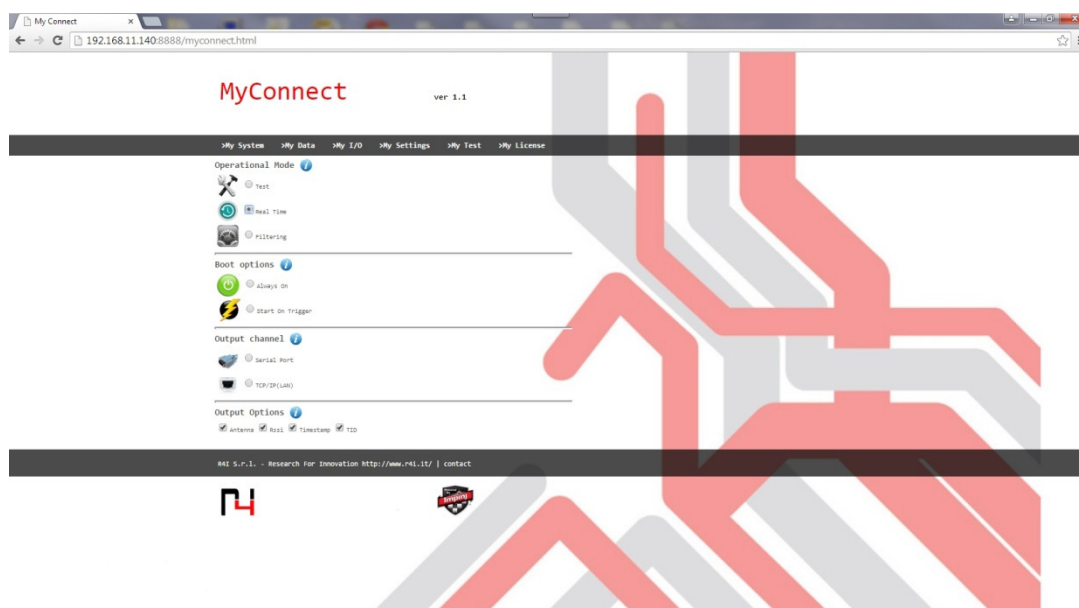 My Connect
192.168.11.140:8888/myconnect.html
MyConnect ver 1.1
>My System >My Data >My I/O >My Settings >My Test >My License
Operational Mode
Test
Real Time
Filtering
Boot options
Always On
Start On Trigger
Output channel
Serial Port
TCP/IP(LAN)
Output Options
Antenna Rssi Timestamp TID
R4I S.r.l. - Research For Innovation http://www.r4i.it/ | contact
Impinj